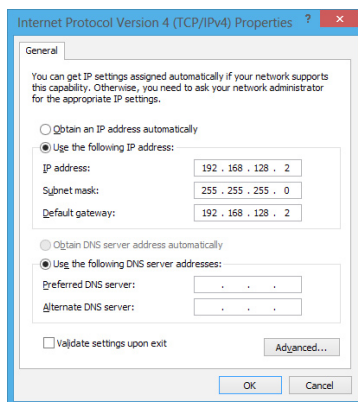 Internet Protocol Version 4 (TCP/IPv4) Properties ? ×
General
You can get IP settings assigned automatically if your network supports
this capability. Otherwise, you need to ask your network administrator
for the appropriate IP settings.
Obtain an IP address automatically
Use the following IP address:
IP address: 192 . 168 . 128 . 2
Subnet mask: 255 . 255 . 255 . 0
Default gateway: 192 . 168 . 128 . 2
Obtain DNS server address automatically
Use the following DNS server addresses:
Preferred DNS server: . . .
Alternate DNS server: . . .
Validate settings upon exit
Advanced...
OK Cancel